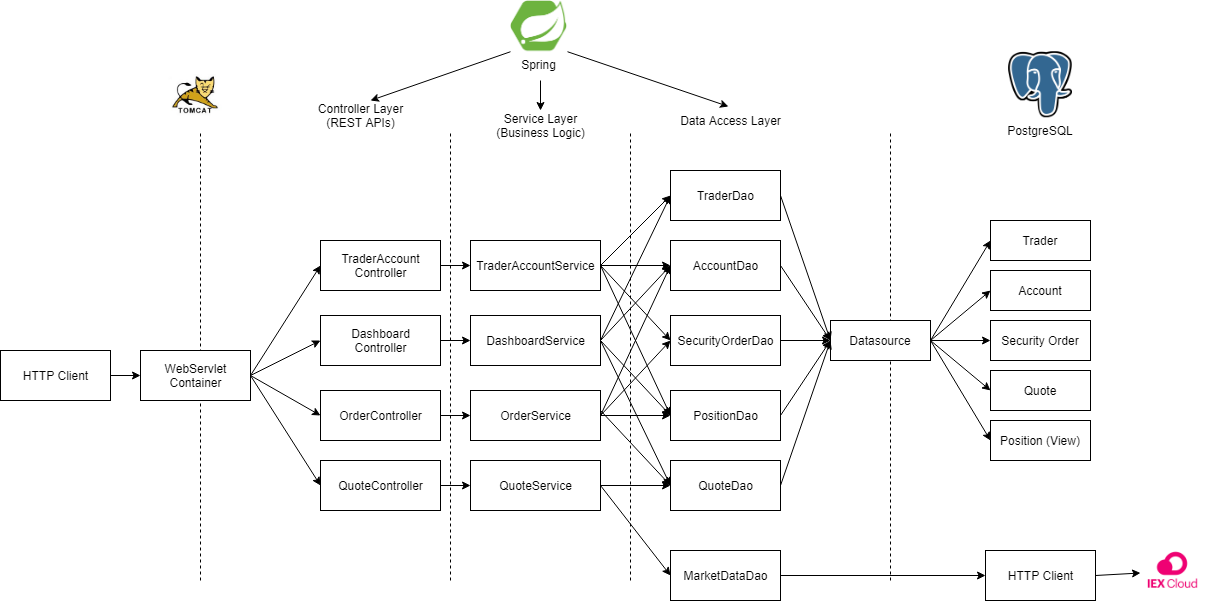 Spring
TOMCAT
Controller Layer
(REST APIs)
Service Layer
(Business Logic)
Data Access Layer
PostgreSQL
TraderDao
TraderAccount
Controller
TraderAccountService
AccountDao
Trader
Account
Dashboard
Controller
DashboardService
SecurityOrderDao
Datasource
Security Order
HTTP Client
WebServlet
Container
OrderController
OrderService
PositionDao
Quote
Position (View)
QuoteController
QuoteService
QuoteDao
MarketDataDao
HTTP Client
IEX Cloud